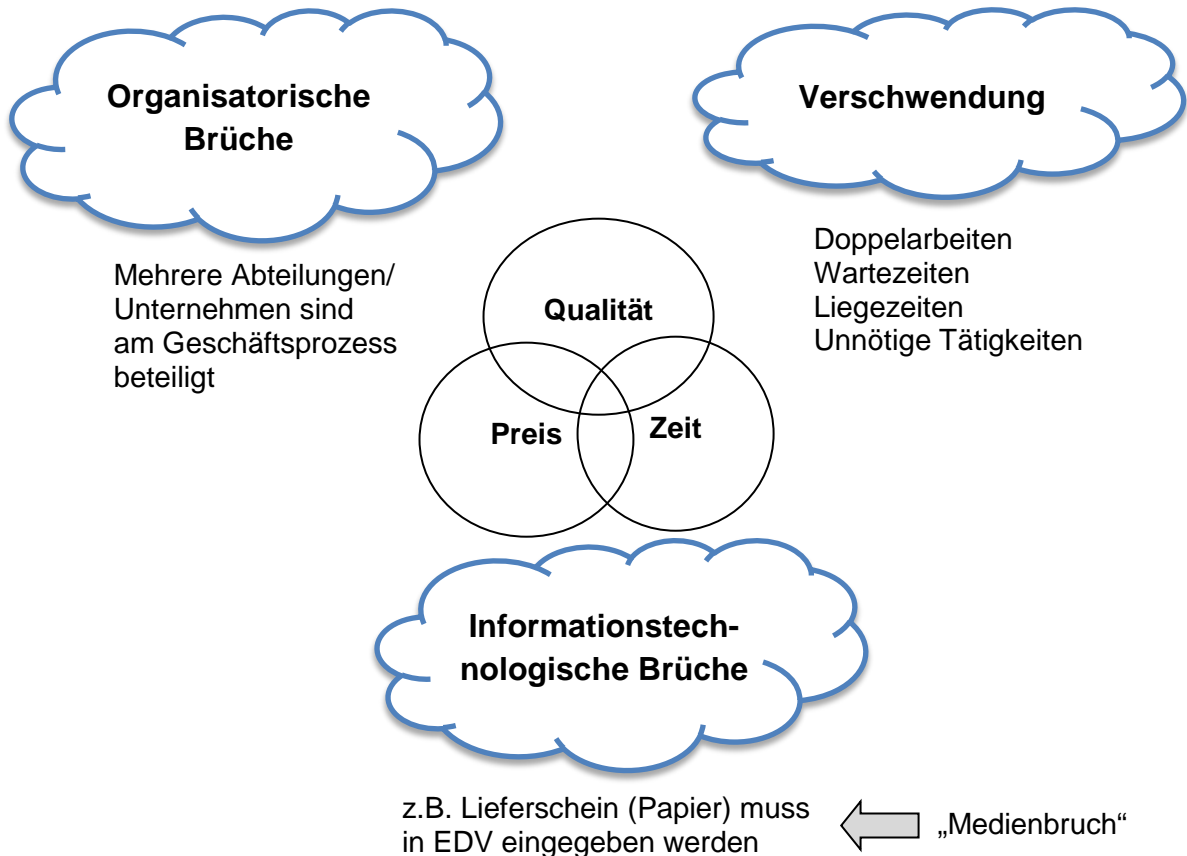 Organisatorische
Brüche
Verschwendung
Mehrere Abteilungen/
Unternehmen sind
am Geschäftsprozess
beteiligt
Doppelarbeiten
Wartezeiten
Liegezeiten
Unnötige Tätigkeiten
Qualität
Preis
Zeit
Informationstech-
nologische Brüche
z.B. Lieferschein (Papier) muss
in EDV eingegeben werden
„Medienbruch“